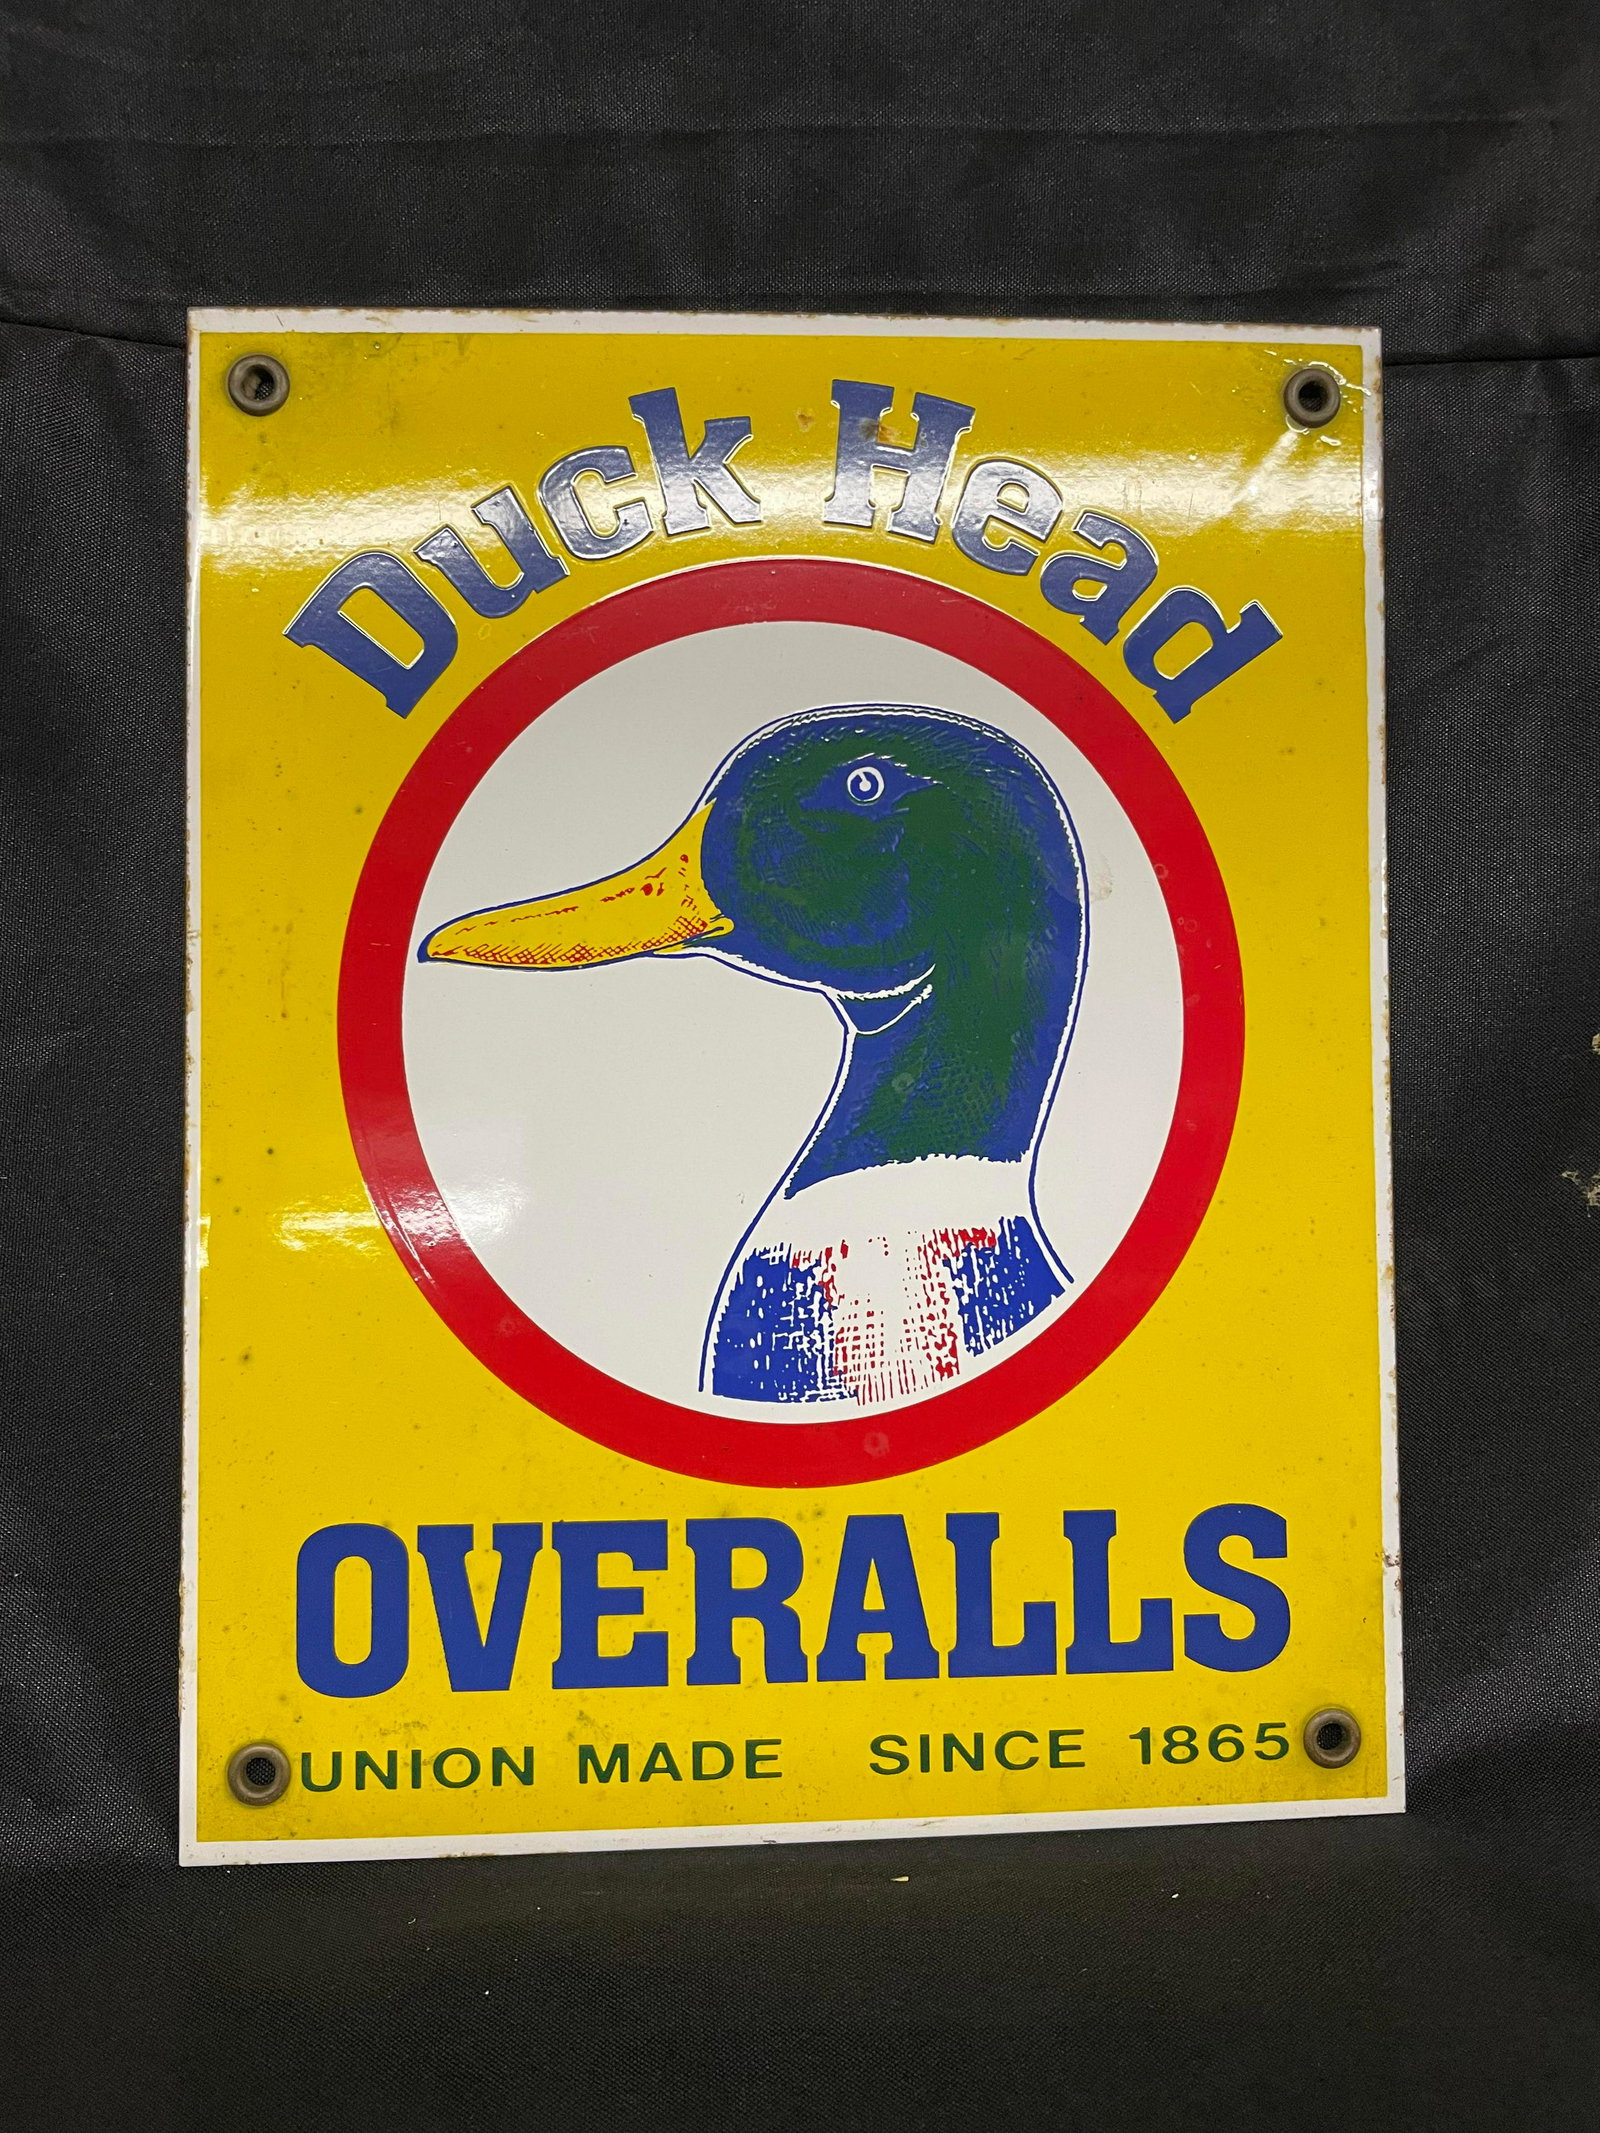 Duck Head
OVERALLS
UNION MADE SINCE 1865